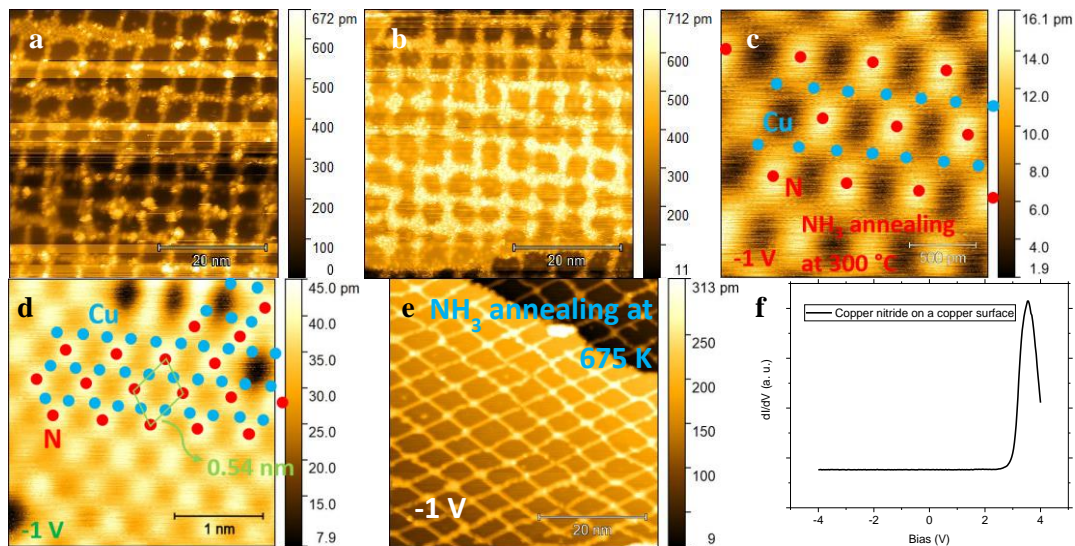 a
672 pm
600
500
400
300
200
100
0
20 nm
b
712 pm
600
500
400
300
200
11
20 nm
c
16.1 pm
14.0
12.0
10.0
8.0
6.0
4.0
1.9
Cu
N
NH3 annealing
at 300 °C
-1 V
500 pm
d
45.0 pm
40.0
35.0
30.0
25.0
20.0
15.0
7.9
Cu
N
0.54 nm
-1 V
1 nm
e
NH3 annealing at
675 K
313 pm
250
200
150
100
9
-1 V
20 nm
f
Copper nitride on a copper surface
dI/dV (a. u.)
-4
-2
0
2
4
Bias (V)